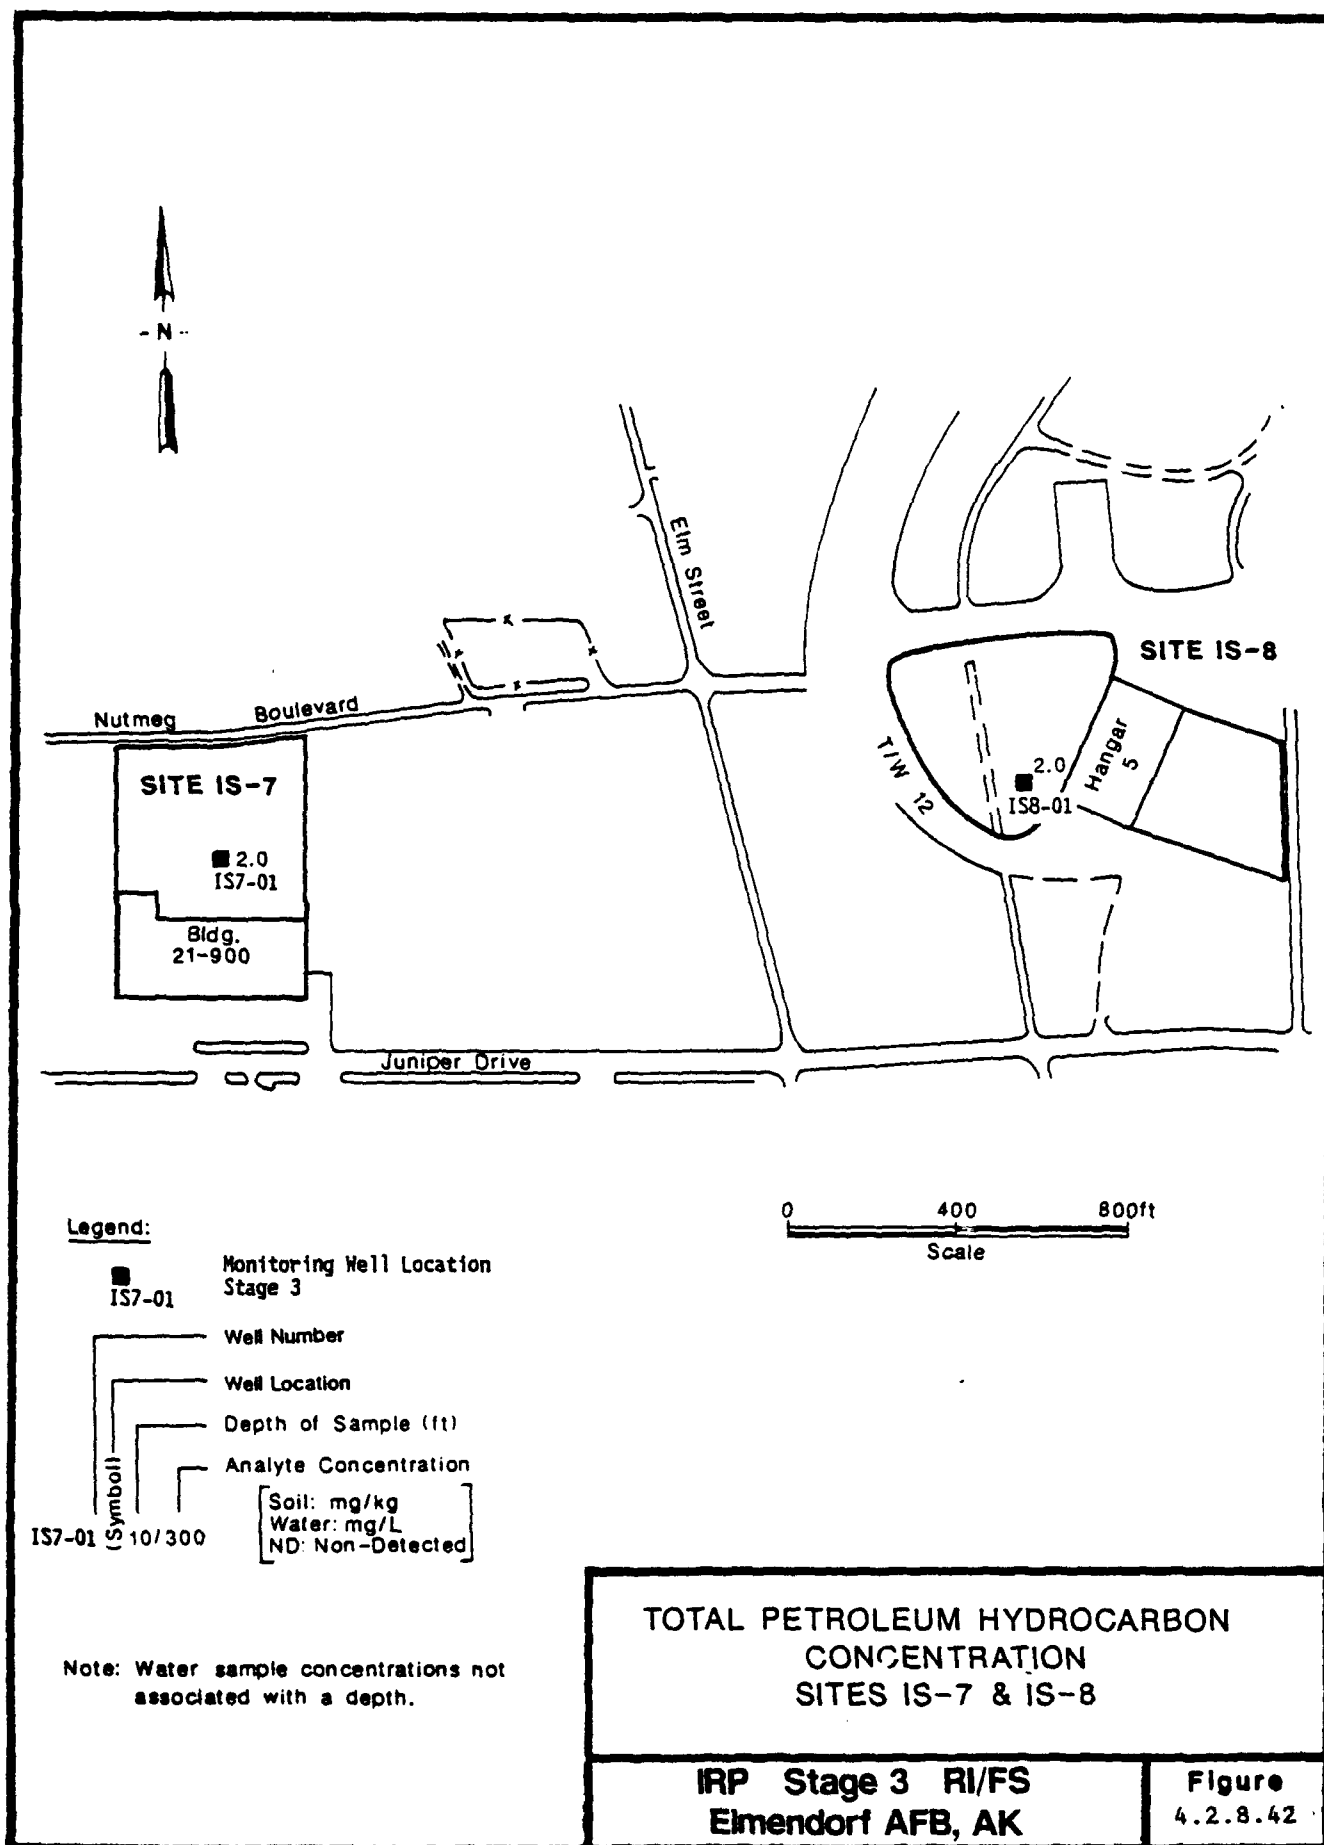 - N -
Elm Street
SITE IS-8
Nutmeg Boulevard
T/W 12
Hangar
5
2.0
IS8-01
SITE IS-7
2.0
IS7-01
Bldg.
21-900
Juniper Drive
0 400 800ft
Scale
Legend:
IS7-01
Monitoring Well Location
Stage 3
Well Number
Well Location
Depth of Sample (ft)
Analyte Concentration
Soil: mg/kg
Water: mg/L
ND: Non-Detected
IS7-01 (Symbol) 10/300
Note: Water sample concentrations not
associated with a depth.
TOTAL PETROLEUM HYDROCARBON
CONCENTRATION
SITES IS-7 & IS-8
IRP Stage 3 RI/FS
Elmendorf AFB, AK
Figure
4.2.8.42